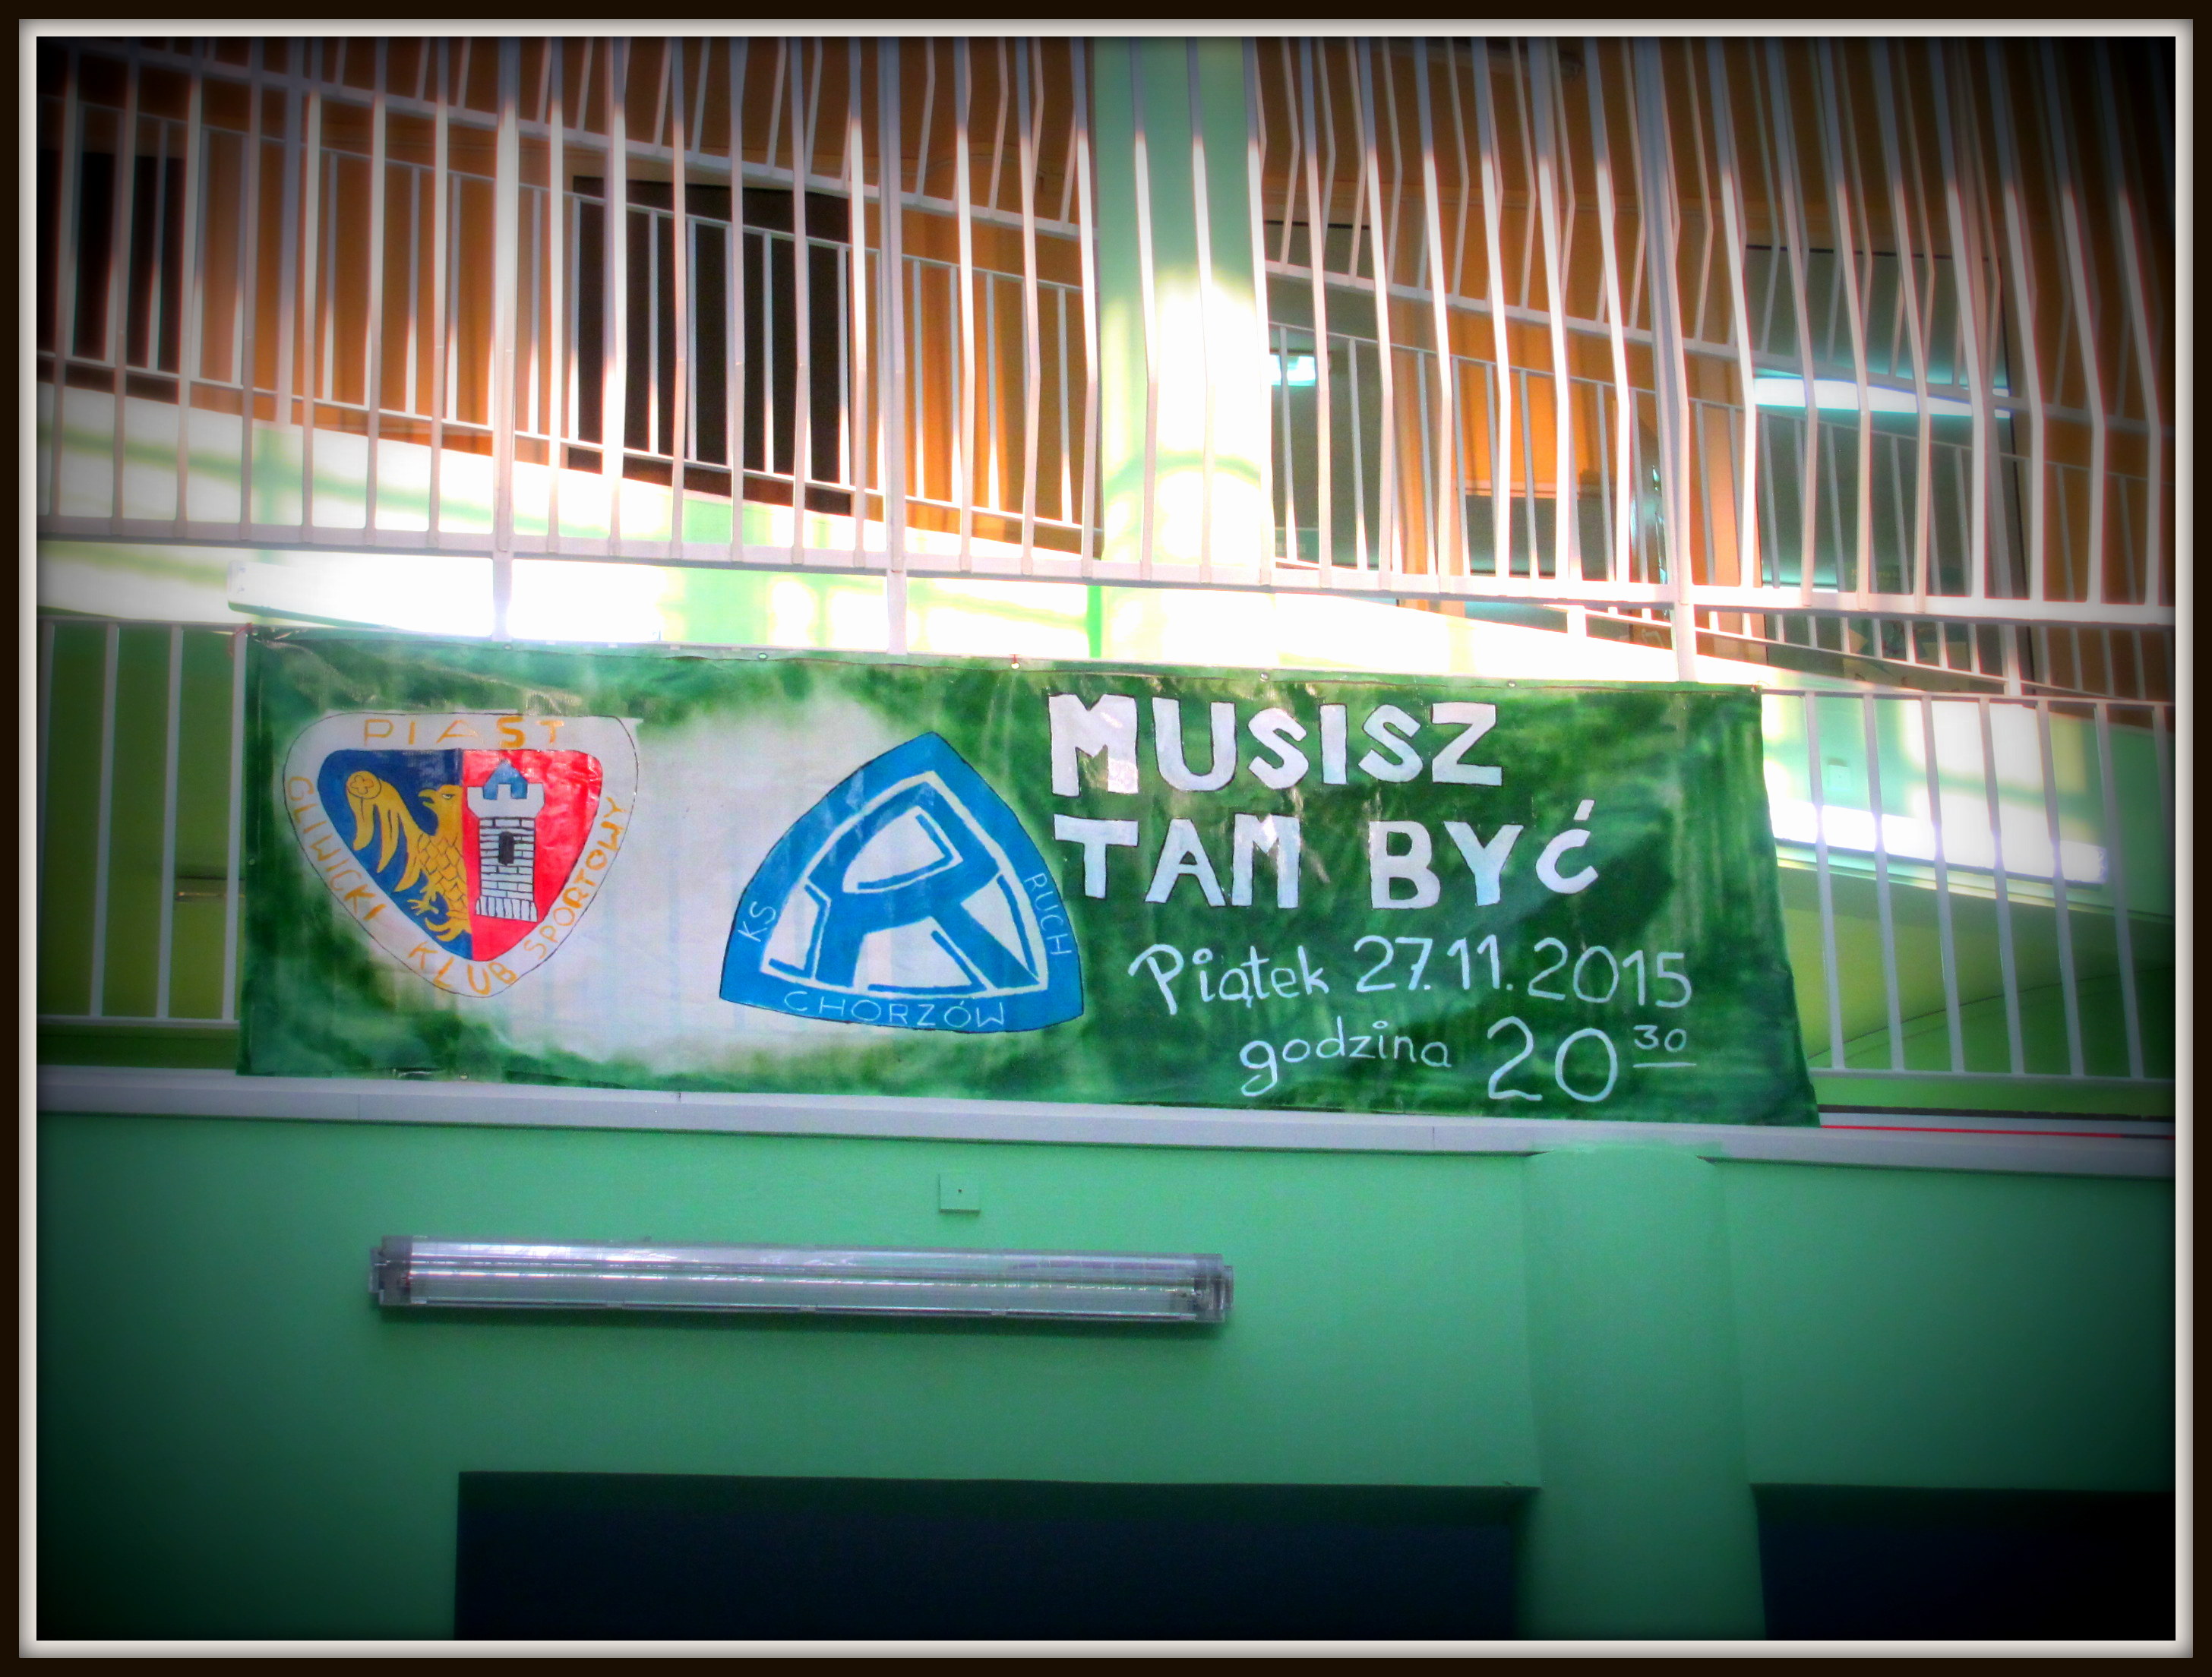 PIAST
GLIWICKI KLUB SPORTOWY
KS RUCH
CHORZÓW
MUSISZ
TAM BYĆ
Piątek 27.11.2015
godzina 20 30